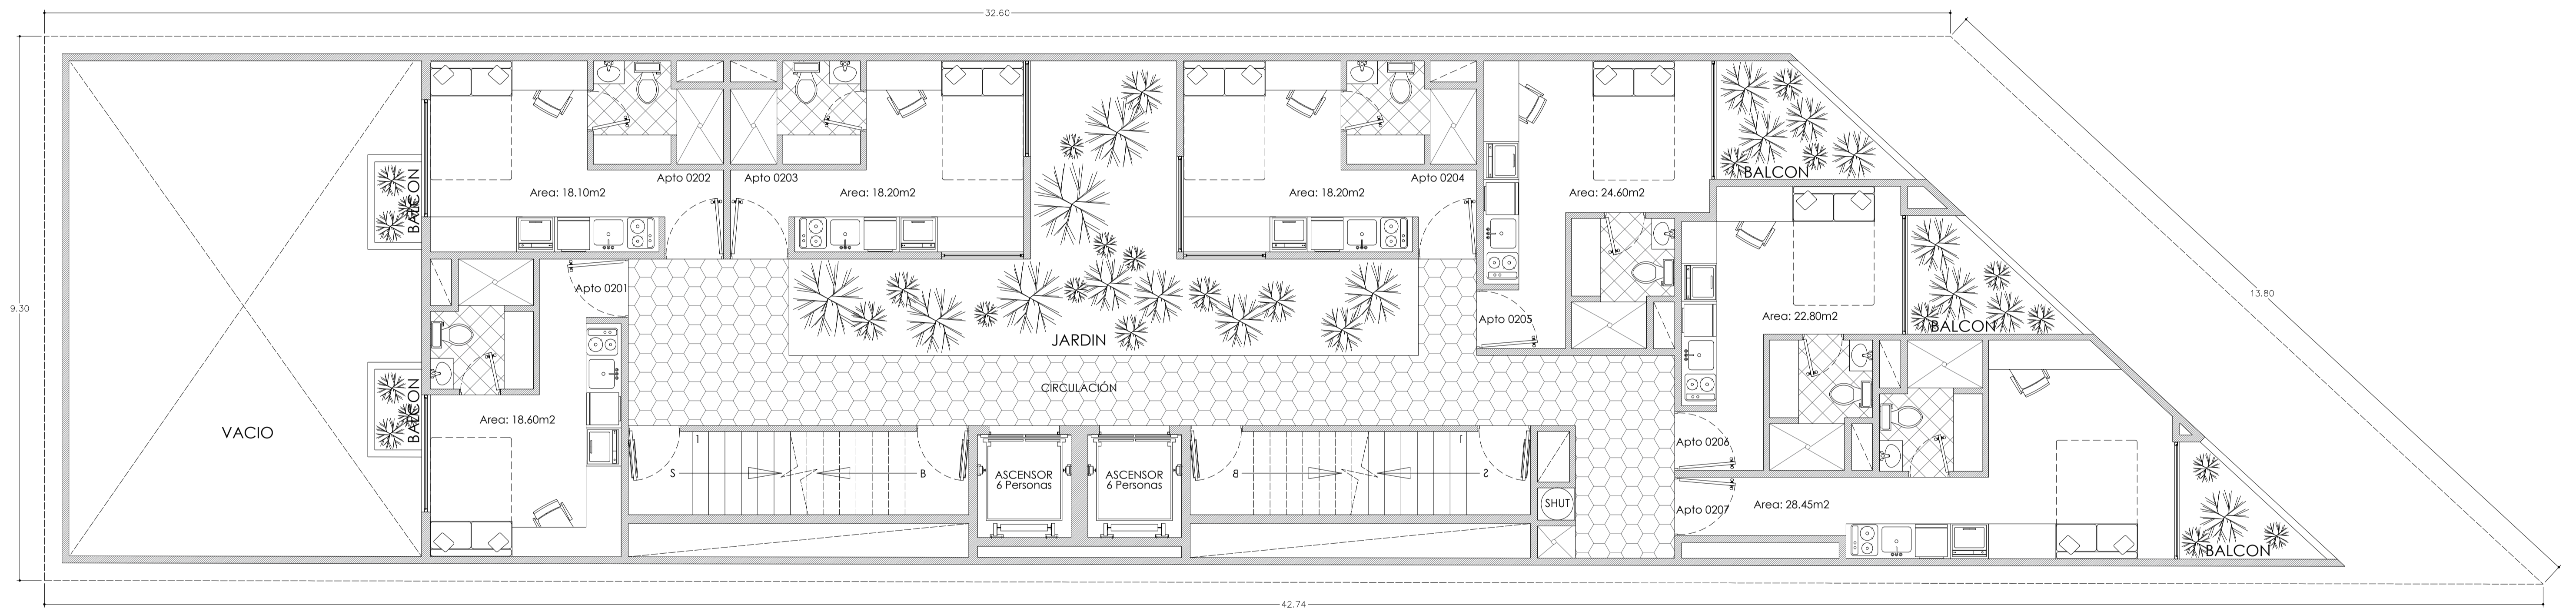 32.60
9.30
13.80
42.74
VACIO
BALCON
BALCON
Apto 0202
Area: 18.10m2
Apto 0203
Area: 18.20m2
Apto 0204
Area: 18.20m2
Area: 24.60m2
BALCON
Apto 0201
JARDIN
Apto 0205
Area: 22.80m2
BALCON
CIRCULACIÓN
Area: 18.60m2
S
B
ASCENSOR
6 Personas
ASCENSOR
6 Personas
B
S
SHUT
Apto 0206
Apto 0207
Area: 28.45m2
BALCON